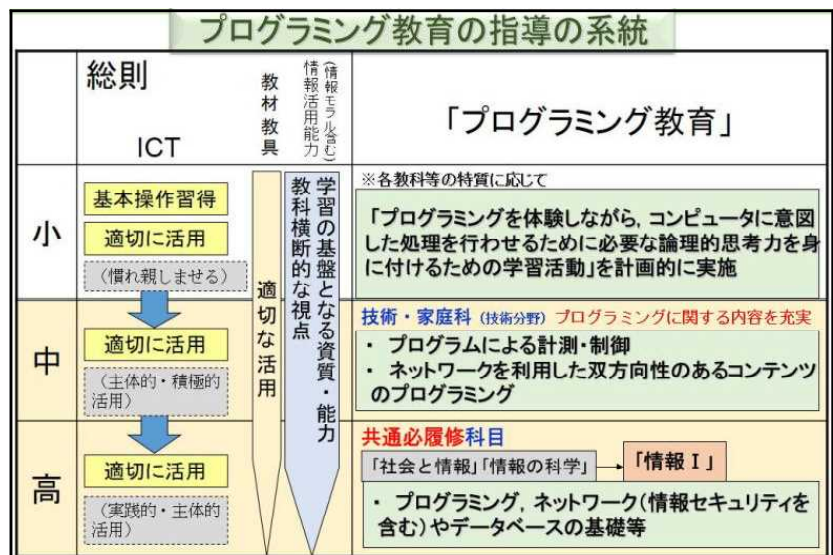 プログラミング教育の指導の系統
総則
ICT
教材教具
情報活用能力
(情報モラル含む)
「プログラミング教育」
小
基本操作習得
適切に活用
(慣れ親しませる)
※各教科等の特質に応じて
「プログラミングを体験しながら, コンピュータに意図
した処理を行わせるために必要な論理的思考力を身
に付けるための学習活動」を計画的に実施
適切な活用
学習の基盤となる資質・能力
教科横断的な視点
中
適切に活用
(主体的・積極的
活用)
技術・家庭科 (技術分野) プログラミングに関する内容を充実
・ プログラムによる計測・制御
・ ネットワークを利用した双方向性のあるコンテンツ
のプログラミング
高
適切に活用
(実践的・主体的
活用)
共通必履修科目
「社会と情報」「情報の科学」
「情報Ⅰ」
・ プログラミング, ネットワーク(情報セキュリティを
含む)やデータベースの基礎等